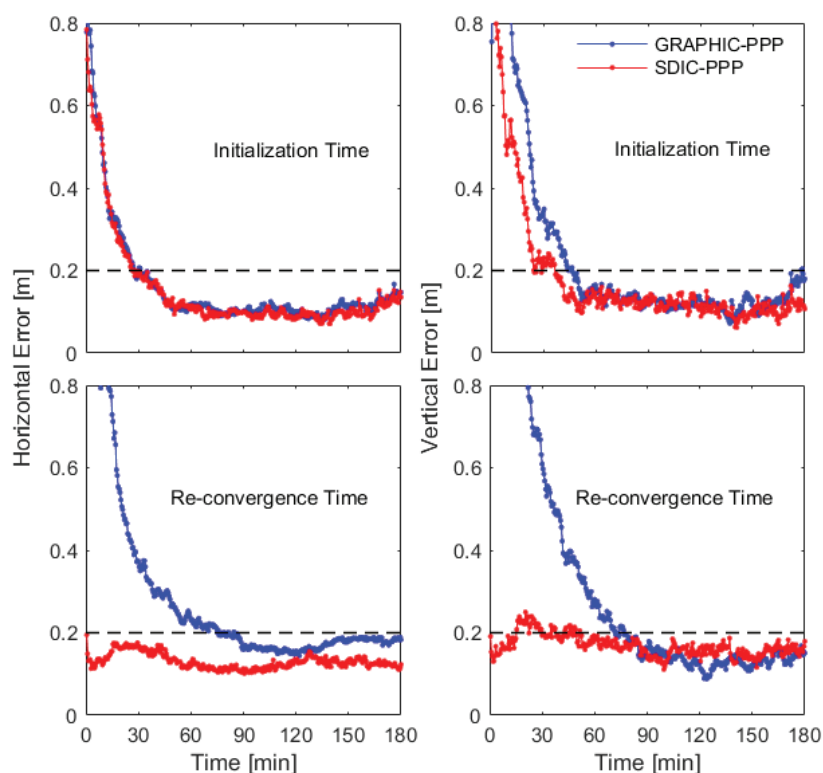 0.8
0.6
0.4
0.2
0
Initialization Time
0.8
0.6
0.4
0.2
0
GRAPHIC-PPP
SDIC-PPP
Initialization Time
Horizontal Error [m]
Vertical Error [m]
0.8
0.6
0.4
0.2
0
Re-convergence Time
0 30 60 90 120 150 180
Time [min]
0.8
0.6
0.4
0.2
0
Re-convergence Time
0 30 60 90 120 150 180
Time [min]